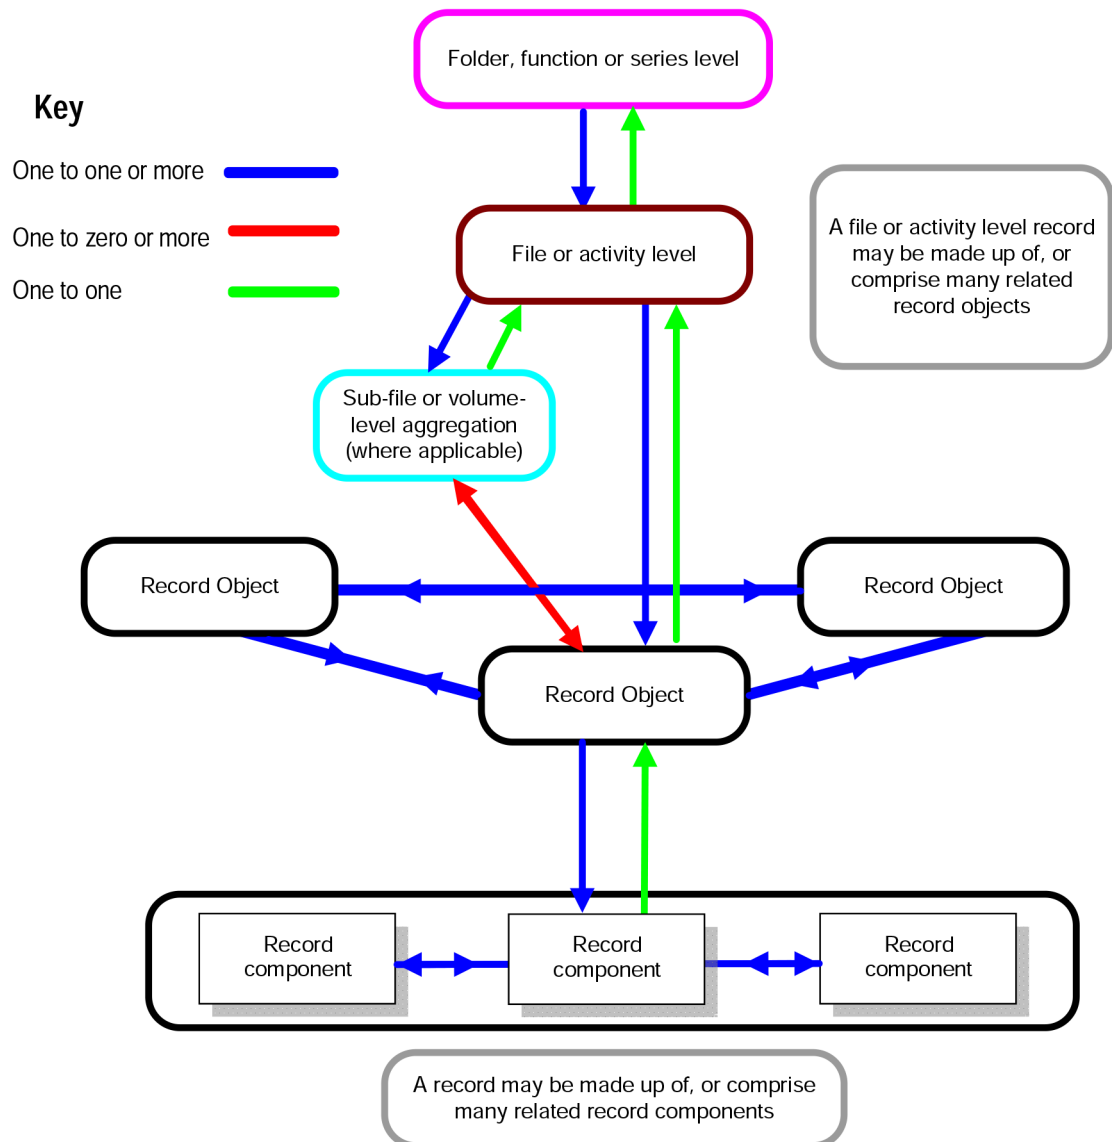 Folder, function or series level
Key
One to one or more
One to zero or more
One to one
File or activity level
A file or activity level record
may be made up of, or
comprise many related
record objects
Sub-file or volume-
level aggregation
(where applicable)
Record Object
Record Object
Record Object
Record
component
Record
component
Record
component
A record may be made up of, or comprise
many related record components